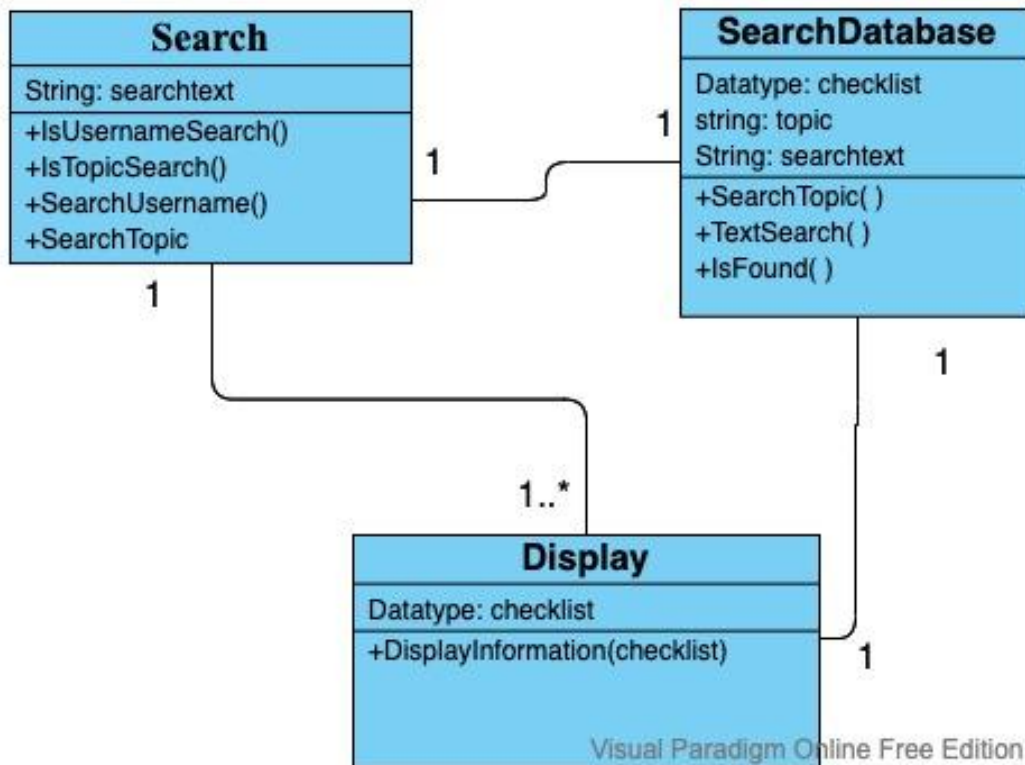 Search
String: searchtext
+IsUsernameSearch()
+IsTopicSearch()
+SearchUsername()
+SearchTopic
SearchDatabase
Datatype: checklist
string: topic
String: searchtext
+SearchTopic( )
+TextSearch( )
+IsFound( )
1
1
1
1
1..*
1
Display
Datatype: checklist
+DisplayInformation(checklist)
Visual Paradigm Online Free Edition